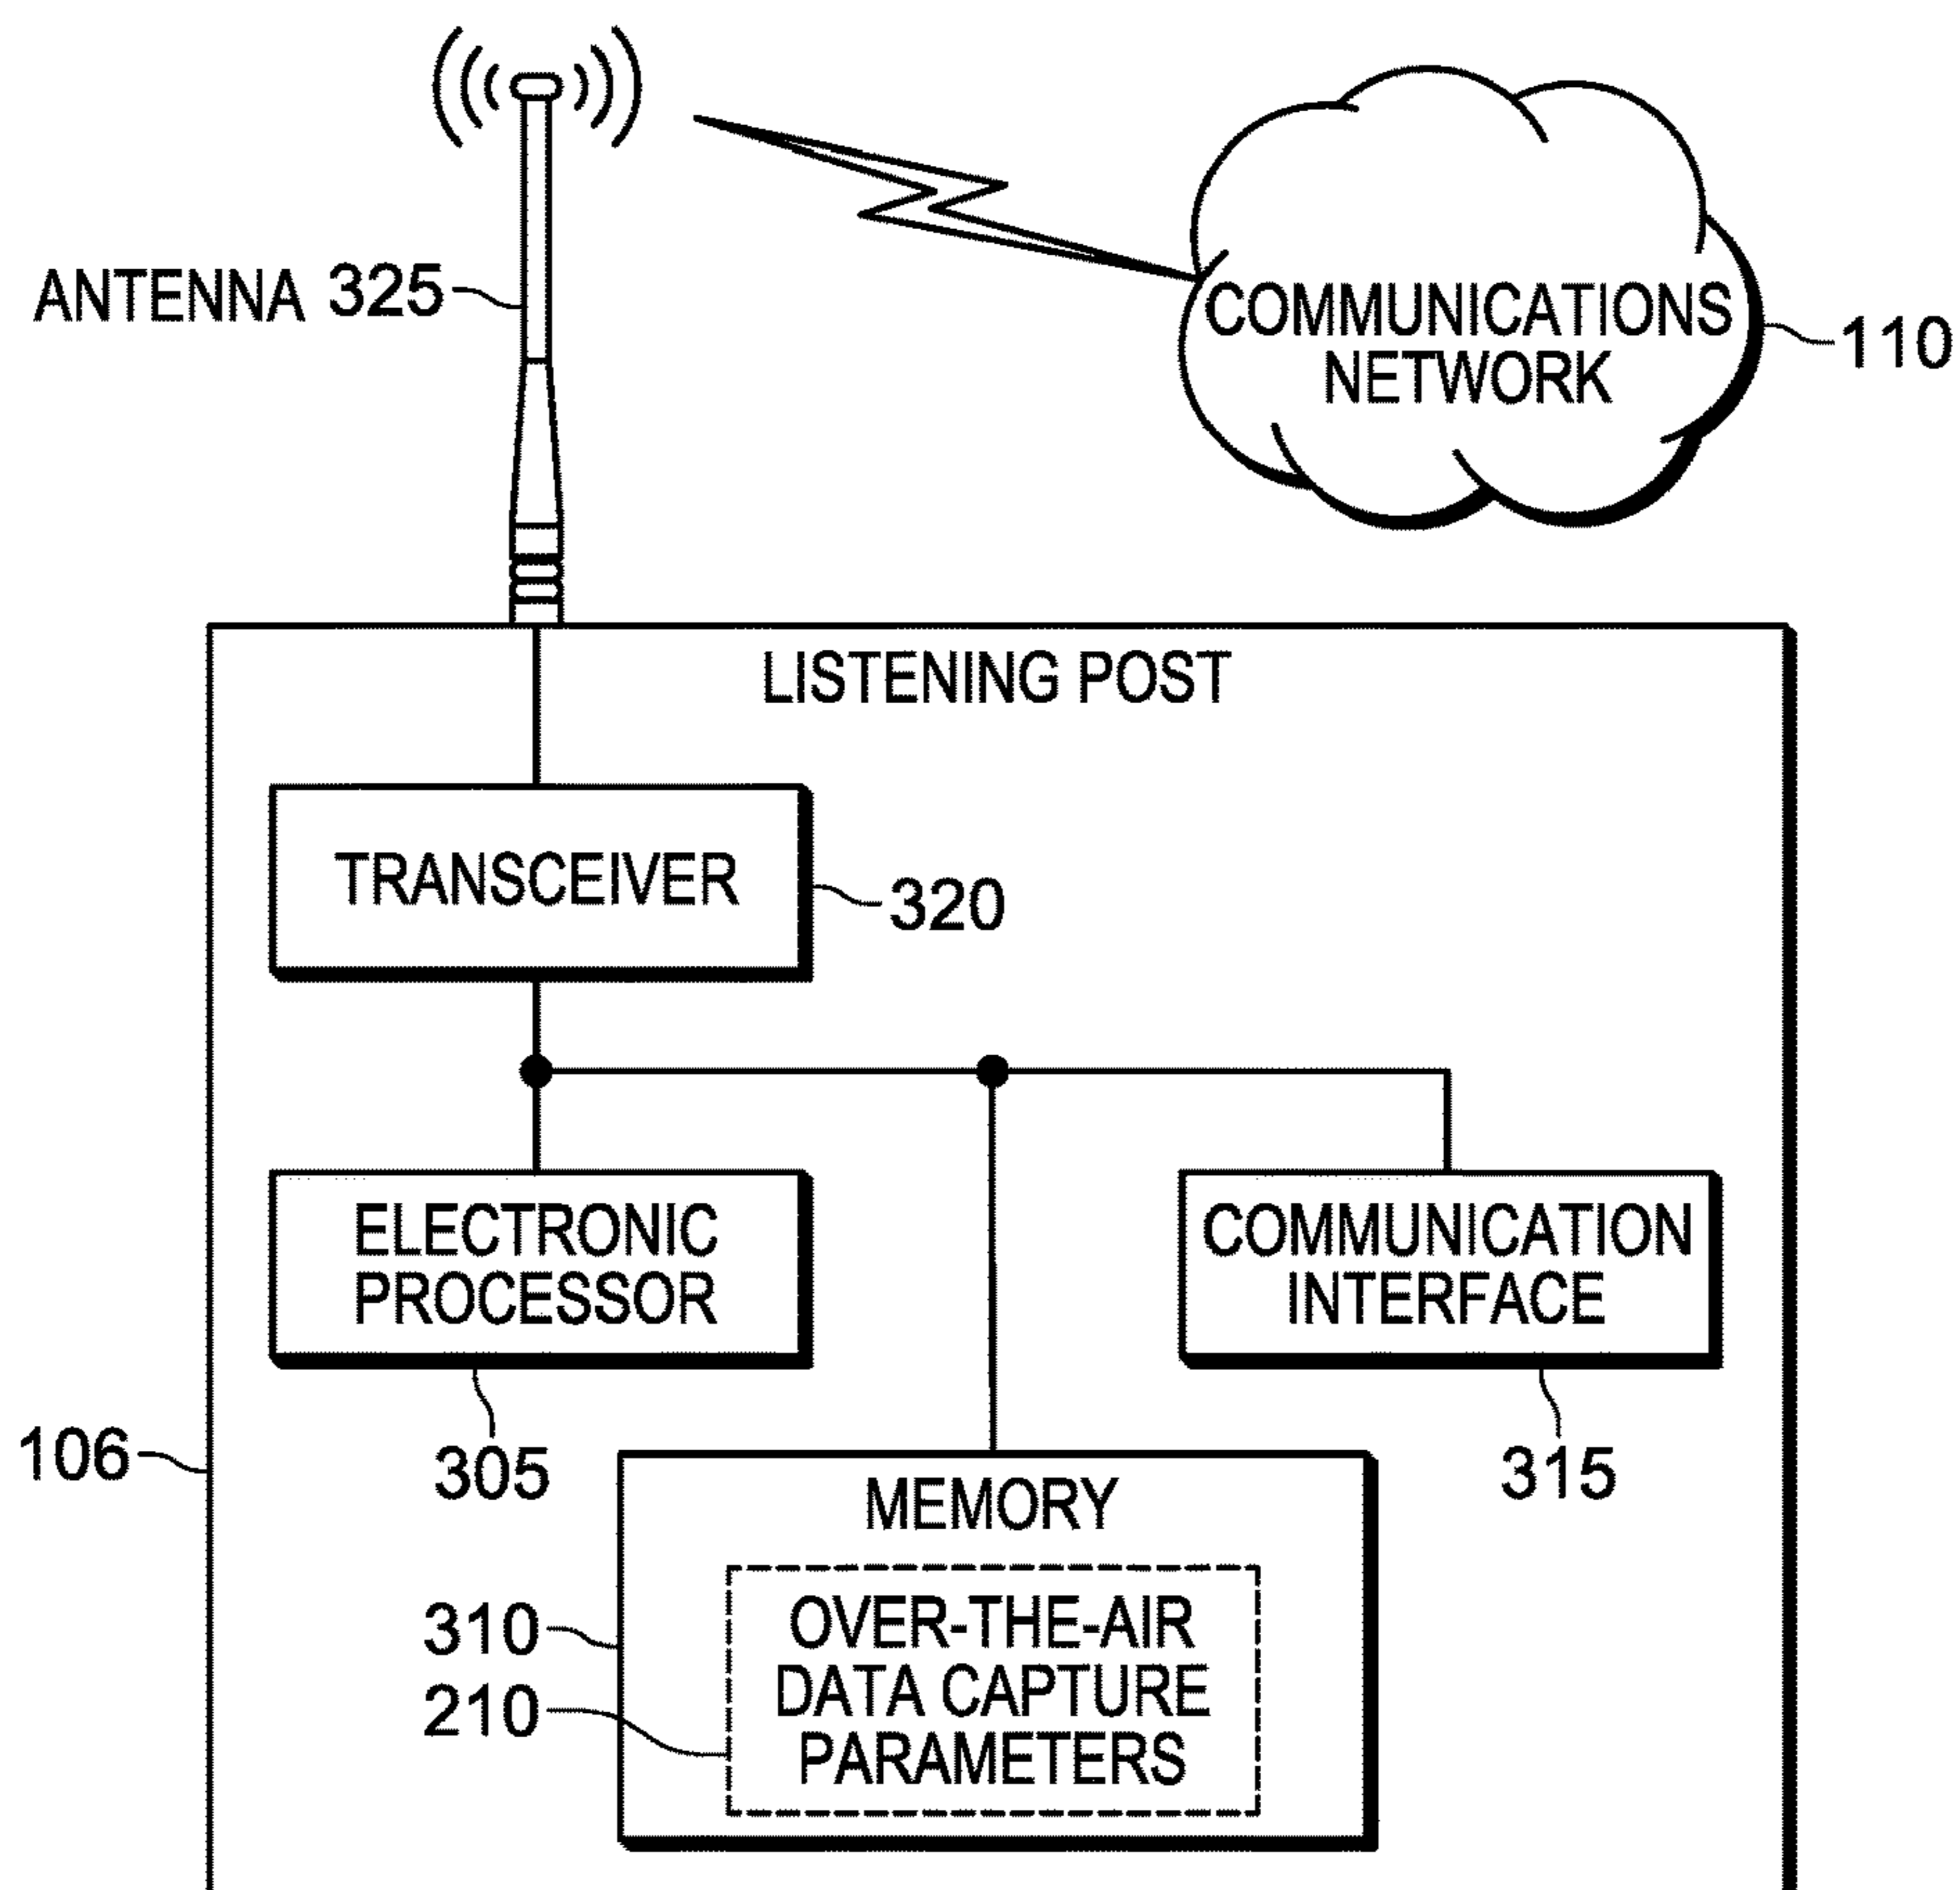 ANTENNA 325
COMMUNICATIONS
NETWORK
110
LISTENING POST
TRANSCEIVER
320
ELECTRONIC
PROCESSOR
305
COMMUNICATION
INTERFACE
315
106
MEMORY
310
210
OVER-THE-AIR
DATA CAPTURE
PARAMETERS